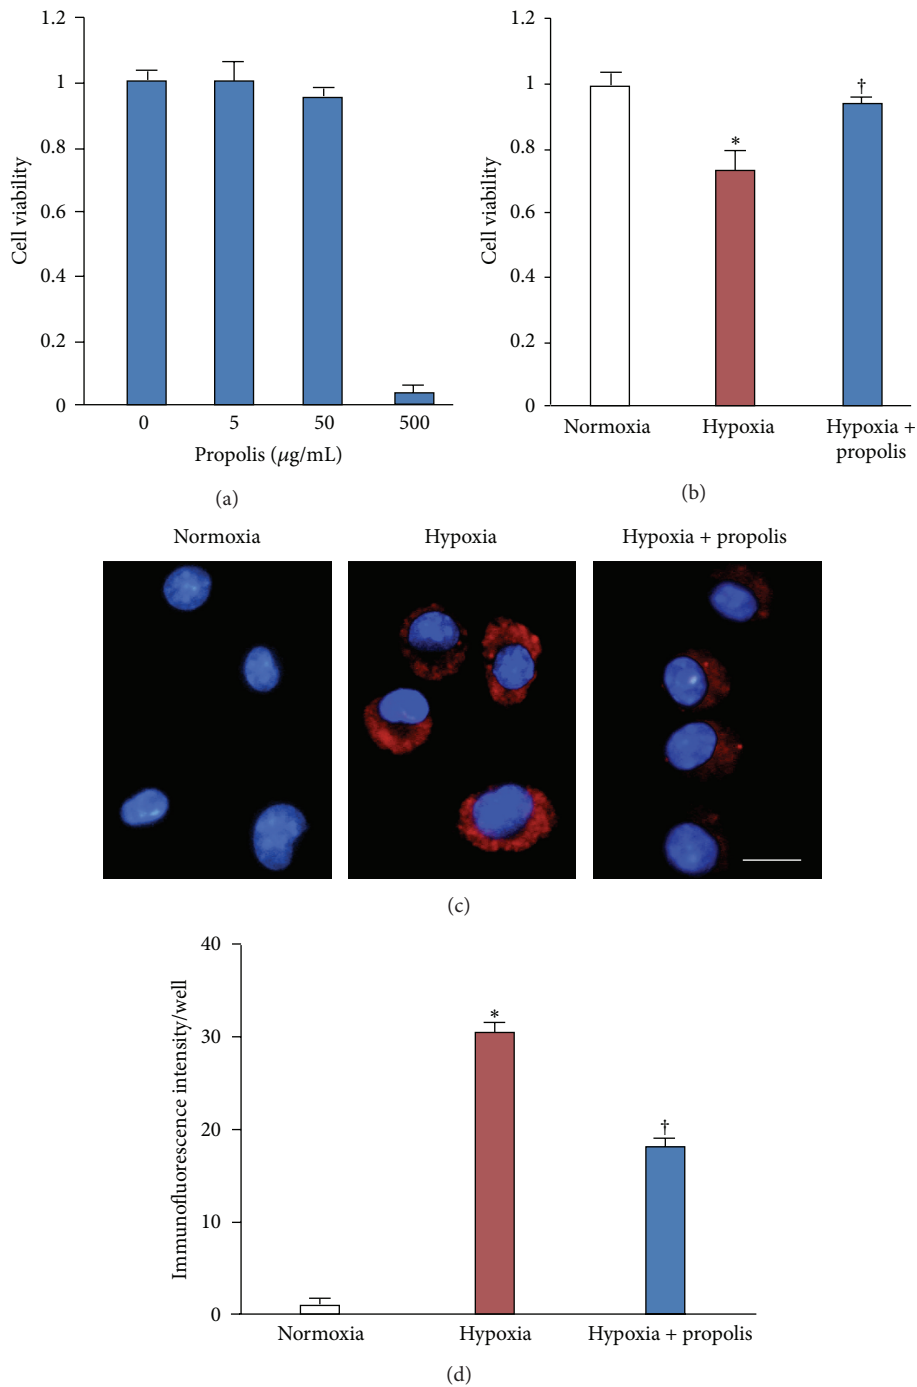 1.2
1
0.8
0.6
0.4
0.2
0
Cell viability
0 5 50 500
Propolis (μg/mL)
(a)
1.2
1
0.8
0.6
0.4
0.2
0
Cell viability
*
†
Normoxia Hypoxia Hypoxia +
propolis
(b)
Normoxia Hypoxia Hypoxia + propolis
(c)
40
30
20
10
0
Immunofluorescence intensity/well
*
†
Normoxia Hypoxia Hypoxia + propolis
(d)